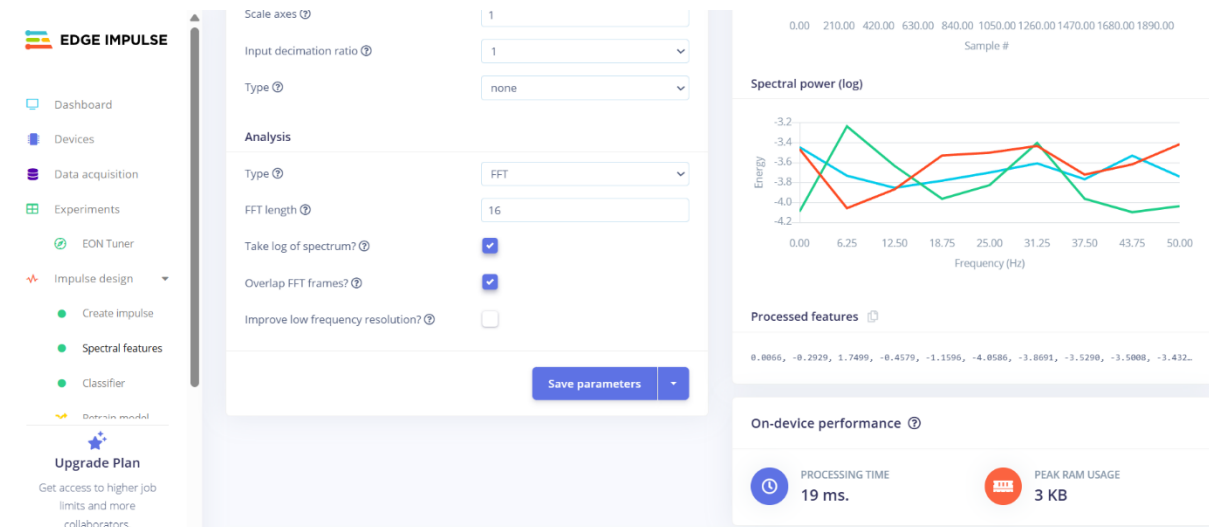 EDGE IMPULSE
Dashboard
Devices
Data acquisition
Experiments
EON Tuner
Impulse design
Create impulse
Spectral features
Classifier
Retrain model
Upgrade Plan
Get access to higher job
limits and more
collaborators.
Scale axes ?
1
Input decimation ratio ?
1
Type ?
none
Analysis
Type ?
FFT
FFT length ?
16
Take log of spectrum? ?
Overlap FFT frames? ?
Improve low frequency resolution? ?
Save parameters
0.00 210.00 420.00 630.00 840.00 1050.00 1260.00 1470.00 1680.00 1890.00
Sample #
Spectral power (log)
-3.2
-3.4
-3.6
-3.8
-4.0
-4.2
Energy
0.00 6.25 12.50 18.75 25.00 31.25 37.50 43.75 50.00
Frequency (Hz)
Processed features
0.0066, -0.2929, 1.7499, -0.4579, -1.1596, -4.0586, -3.8691, -3.5290, -3.5008, -3.432…
On-device performance ?
PROCESSING TIME
19 ms.
PEAK RAM USAGE
3 KB